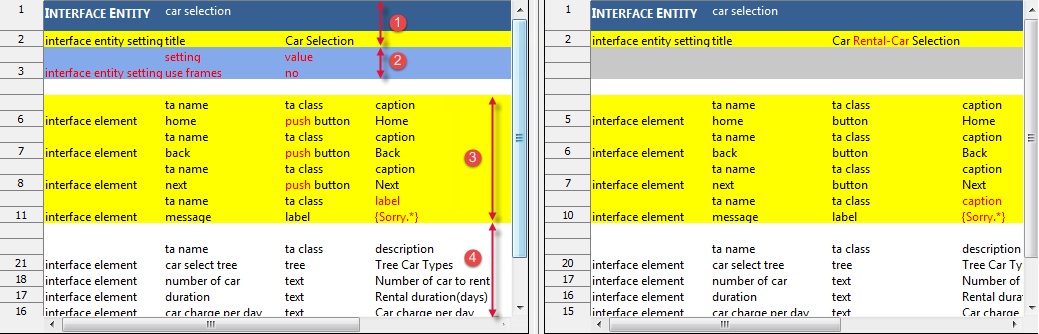 1 INTERFACE ENTITY car selection
1
2 interface entity setting title Car Selection
setting value
2
3 interface entity setting use frames no
ta name ta class caption
6 interface element home push button Home
ta name ta class caption
7 interface element back push button Back
3
ta name ta class caption
8 interface element next push button Next
ta name ta class label
11 interface element message label {Sorry.*}
ta name ta class description
4
21 interface element car select tree tree Tree Car Types
18 interface element number of car text Number of car to rent
17 interface element duration text Rental duration(days)
16 interface element car charge per day text Car charge per
1 INTERFACE ENTITY car selection
2 interface entity setting title Car Rental-Car Selection
ta name ta class caption
5 interface element home button Home
ta name ta class caption
6 interface element back button Back
ta name ta class caption
7 interface element next button Next
ta name ta class caption
10 interface element message label {Sorry.*}
ta name ta class description
20 interface element car select tree tree Tree Car Ty
17 interface element number of car text Number of
16 interface element duration text Rental dura
15 interface element car charge per day text Car charge